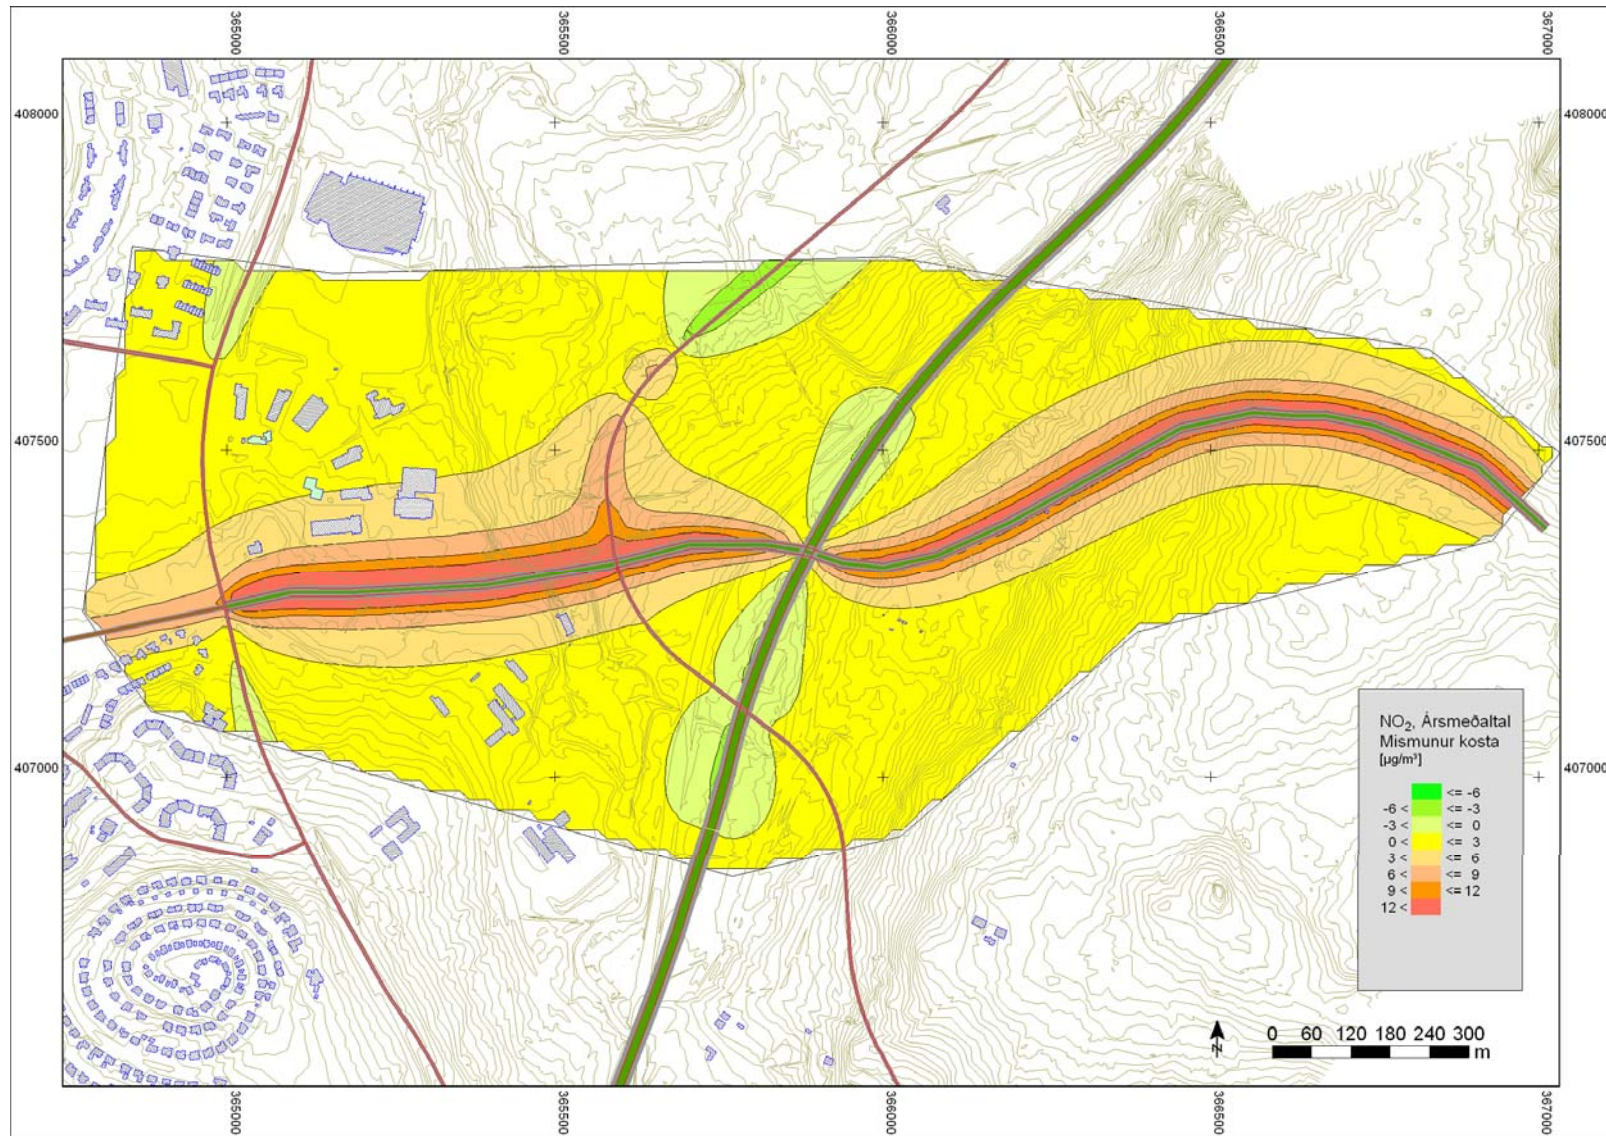 365000 365500 366000 366500 367000
408000 408000
407500 407500
407000 407000
NO₂, Ársmeðaltal
Mismunur kosta
[µg/m³]
<= -6
-6 < <= -3
-3 < <= 0
0 < <= 3
3 < <= 6
6 < <= 9
9 < <= 12
12 <
N
0 60 120 180 240 300
m
365000 365500 366000 366500 367000